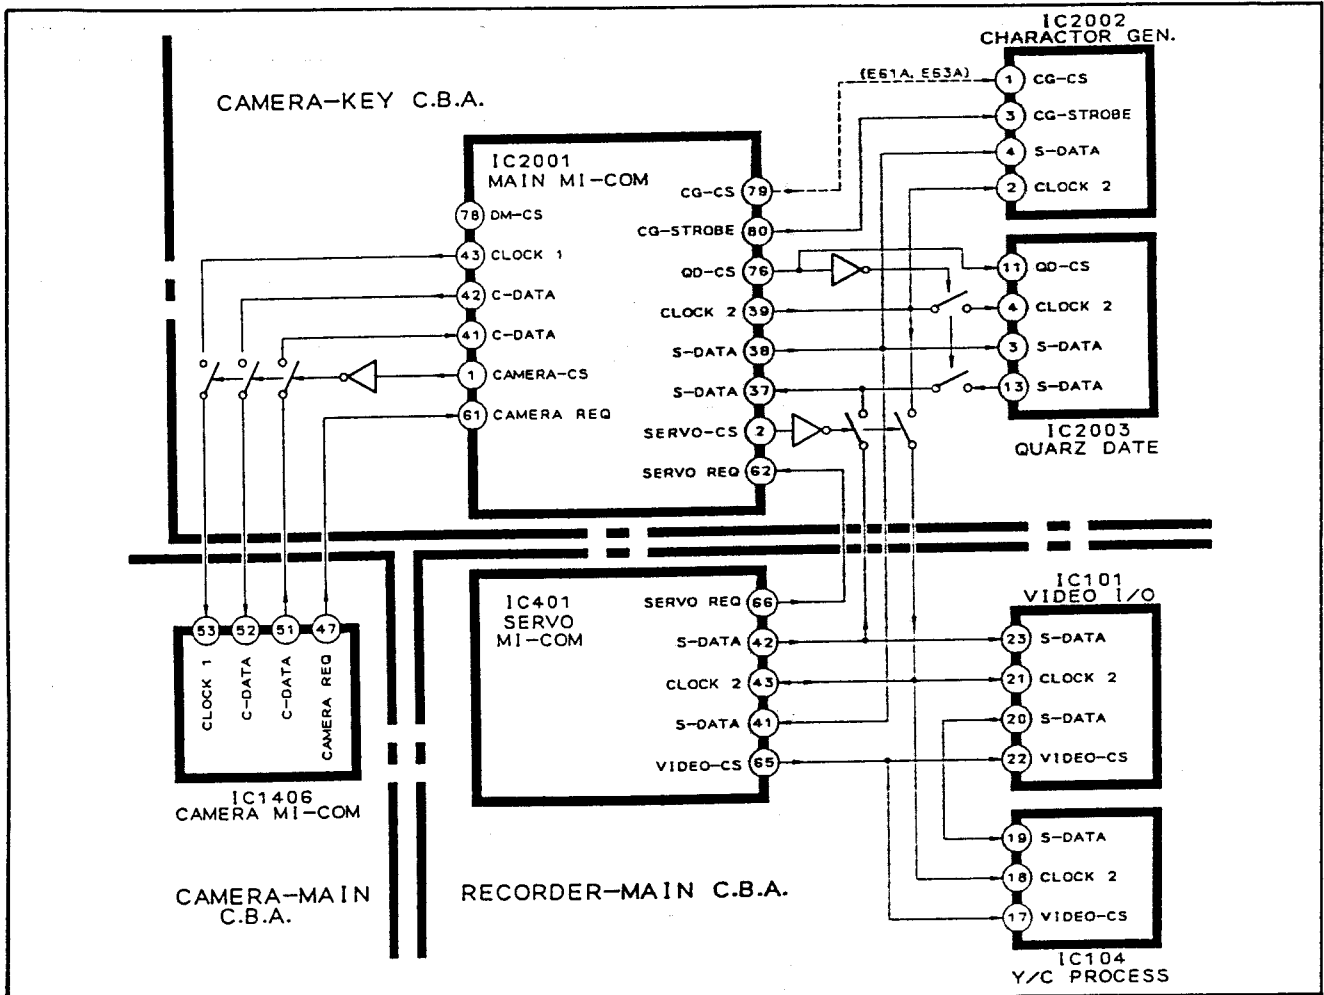 IC2002
CHARACTOR GEN.
(E61A, E63A)
1 CG-CS
3 CG-STROBE
4 S-DATA
2 CLOCK 2
CAMERA-KEY C.B.A.
IC2001
MAIN MI-COM
78 DM-CS
43 CLOCK 1
42 C-DATA
41 C-DATA
1 CAMERA-CS
61 CAMERA REQ
CG-CS 79
CG-STROBE 80
QD-CS 76
CLOCK 2 39
S-DATA 38
S-DATA 37
SERVO-CS 2
SERVO REQ 62
11 QD-CS
4 CLOCK 2
3 S-DATA
13 S-DATA
IC2003
QUARZ DATE
IC401
SERVO
MI-COM
SERVO REQ 66
S-DATA 42
CLOCK 2 43
S-DATA 41
VIDEO-CS 65
IC101
VIDEO I/O
23 S-DATA
21 CLOCK 2
20 S-DATA
22 VIDEO-CS
53 52 51 47
CLOCK 1
C-DATA
C-DATA
CAMERA REQ
IC1406
CAMERA MI-COM
19 S-DATA
18 CLOCK 2
17 VIDEO-CS
IC104
Y/C PROCESS
CAMERA-MAIN
C.B.A.
RECORDER-MAIN C.B.A.